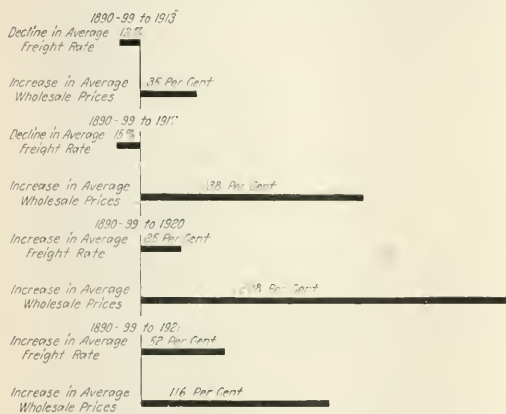 1890-99 to 1913
Decline in Average
Freight Rate
Increase in Average 35 Per Cent
Wholesale Prices
1890-99 to
Decline in Average 15%
Freight Rate
Increase in Average Per Cent
Wholesale Prices
1890-99 to 1920
Increase in Average 25 Per Cent
Freight Rate
Increase in Average Per Cent
Wholesale Prices
1890-99 to
Increase in Average 52 Per Cent
Freight Rate
Increase in Average 116 Per Cent
Wholesale Prices